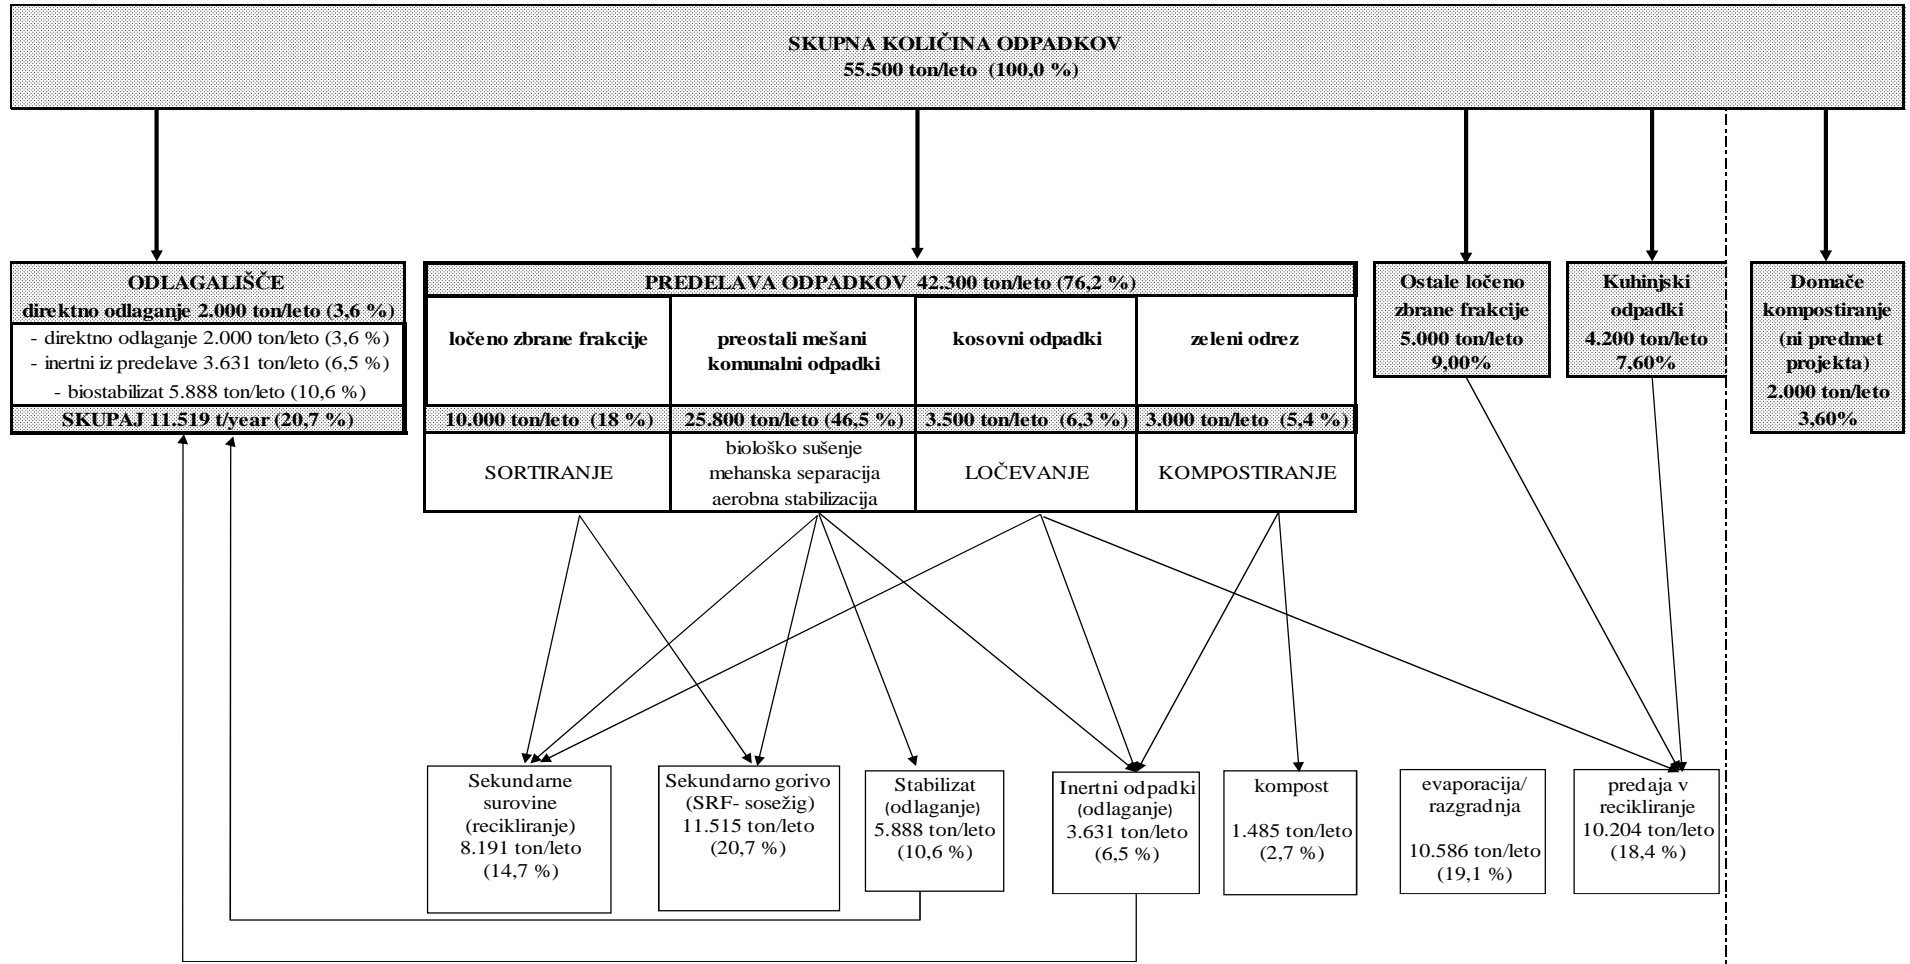 SKUPNA KOLIČINA ODPADKOV
55.500 ton/leto (100,0 %)
ODLAGALIŠČE
direktno odlaganje 2.000 ton/leto (3,6 %)
- direktno odlaganje 2.000 ton/leto (3,6 %)
- inertni iz predelave 3.631 ton/leto (6,5 %)
- biostabilizat 5.888 ton/leto (10,6 %)
SKUPAJ 11.519 t/year (20,7 %)
PREDELAVA ODPADKOV 42.300 ton/leto (76,2 %)
ločeno zbrane frakcije
10.000 ton/leto (18 %)
SORTIRANJE
preostali mešani
komunalni odpadki
25.800 ton/leto (46,5 %)
biološko sušenje
mehanska separacija
aerobna stabilizacija
kosovni odpadki
3.500 ton/leto (6,3 %)
LOČEVANJE
zeleni odrez
3.000 ton/leto (5,4 %)
KOMPOSTIRANJE
Ostale ločeno
zbrane frakcije
5.000 ton/leto
9,00%
Kuhinjski
odpadki
4.200 ton/leto
7,60%
Domače
kompostiranje
(ni predmet
projekta)
2.000 ton/leto
3,60%
Sekundarne
surovine
(recikliranje)
8.191 ton/leto
(14,7 %)
Sekundarno gorivo
(SRF- sosežig)
11.515 ton/leto
(20,7 %)
Stabilizat
(odlaganje)
5.888 ton/leto
(10,6 %)
Inertni odpadki
(odlaganje)
3.631 ton/leto
(6,5 %)
kompost
1.485 ton/leto
(2,7 %)
evaporacija/
razgradnja
10.586 ton/leto
(19,1 %)
predaja v
recikliranje
10.204 ton/leto
(18,4 %)